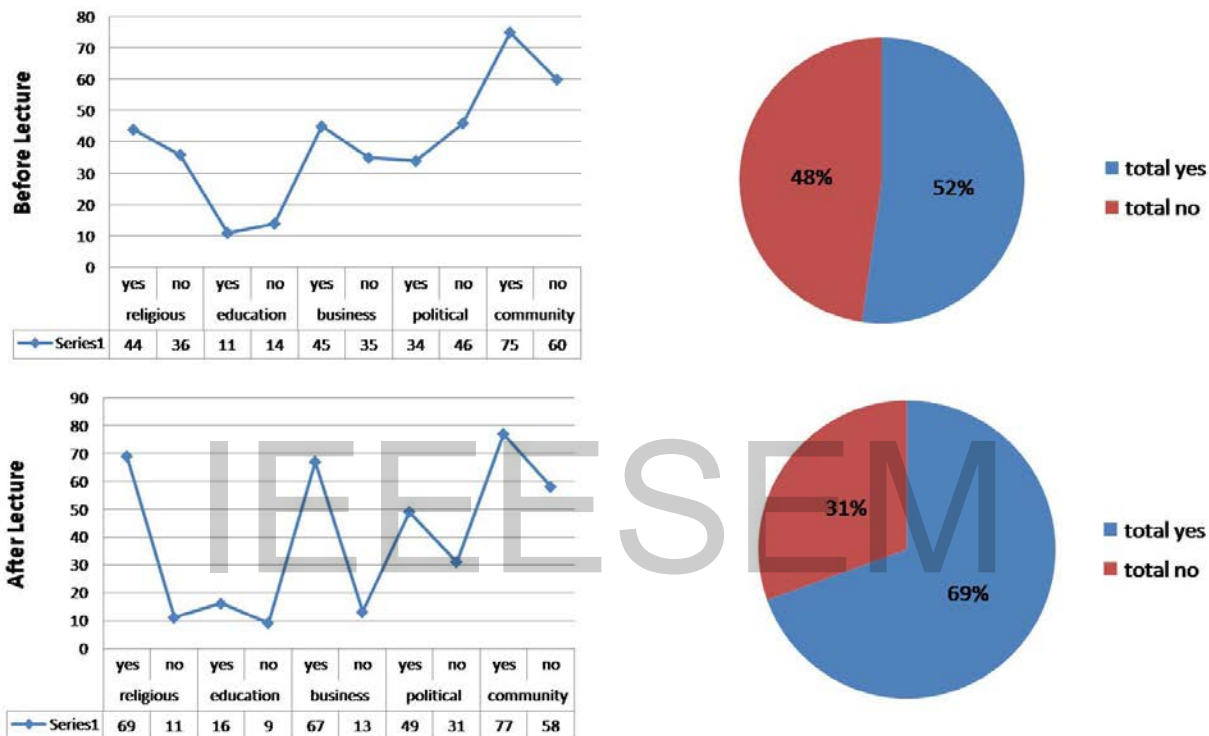 80
70
60
50
40
30
20
10
0
Before Lecture
yes no yes no yes no yes no yes no
religious education business political community
Series1 44 36 11 14 45 35 34 46 75 60
48%
52%
total yes
total no
90
80
70
60
50
40
30
20
10
0
After Lecture
yes no yes no yes no yes no yes no
religious education business political community
Series1 69 11 16 9 67 13 49 31 77 58
31%
69%
total yes
total no
IEEESEM